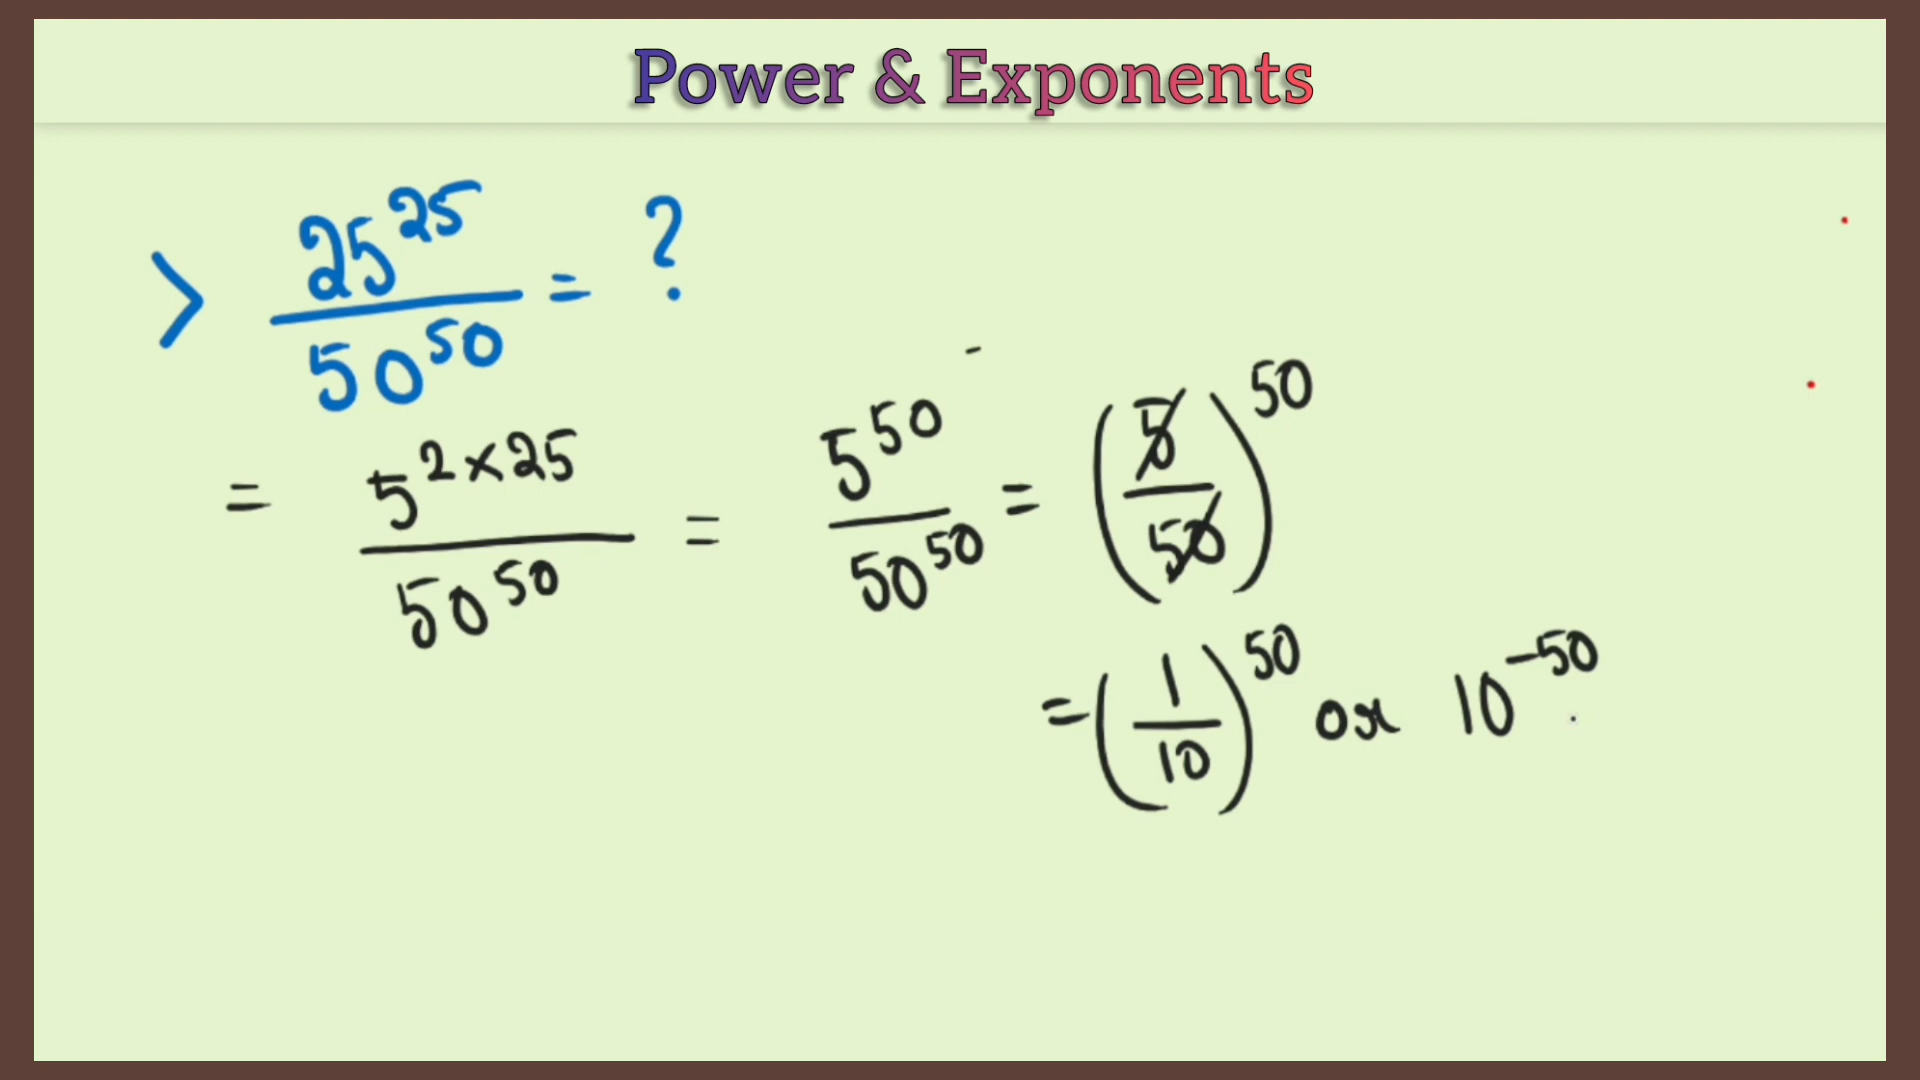 Power & Exponents
> 25^25 / 50^50 = ?
= 5^(2×25) / 50^50 = 5^50 / 50^50 = (5/50)^50
= (1/10)^50 or 10^-50